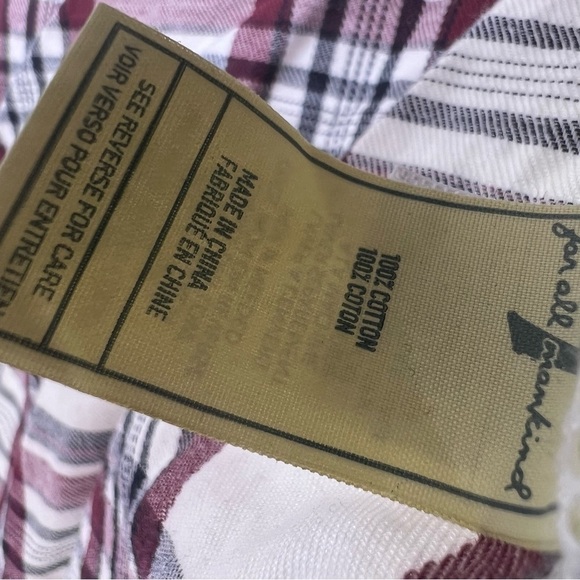 7
for all mankind
100% COTTON
100% COTON
MADE IN CHINA
FABRIQUÉ EN CHINE
SEE REVERSE FOR CARE
VOIR VERSO POUR ENTRETIEN